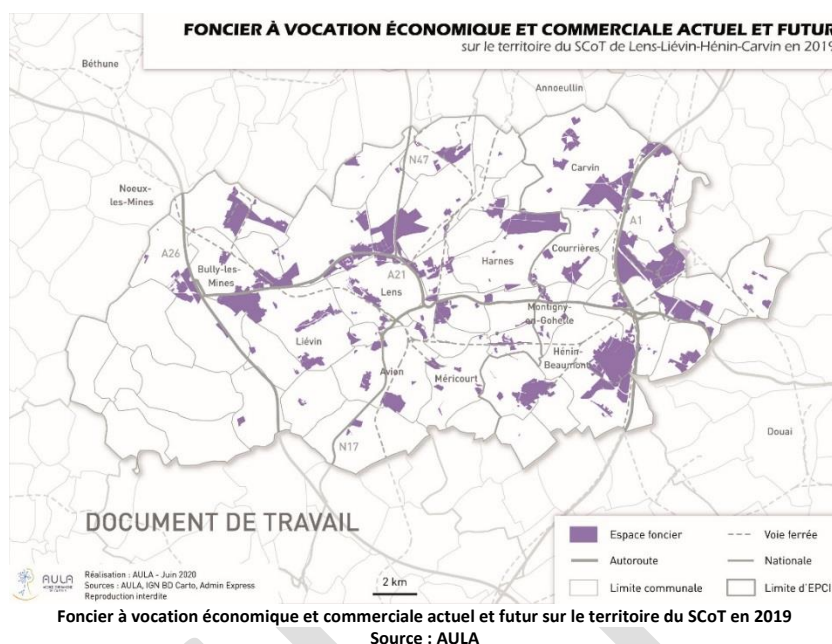 FONCIER À VOCATION ÉCONOMIQUE ET COMMERCIALE ACTUEL ET FUTUR
sur le territoire du SCoT de Lens-Liévin-Hénin-Carvin en 2019
Béthune
Annoeullin
N47
Carvin
Noeux-
les-Mines
A1
A26
Courrières
Bully-les-
Mines
A21
Harnes
Lens
Montigny-
en-Gohelle
Liévin
Hénin-
Beaumont
Avion
Méricourt
Douai
N17
DOCUMENT DE TRAVAIL
Espace foncier
Voie ferrée
Autoroute
Nationale
Limite communale
Limite d'EPCI
AULA
Réalisation : AULA - Juin 2020
Sources : AULA, IGN BD Carto, Admin Express
Reproduction interdite
2 km
Foncier à vocation économique et commerciale actuel et futur sur le territoire du SCoT en 2019
Source : AULA